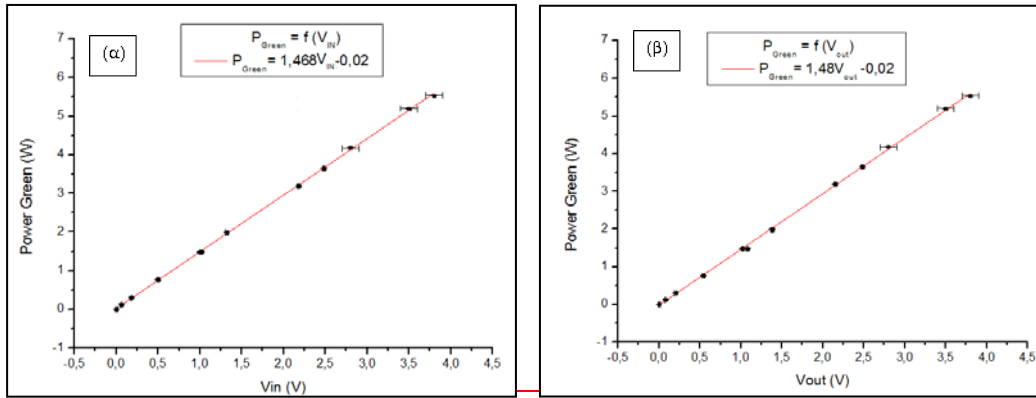 (α)
P_Green = f (V_IN)
P_Green = 1,468V_IN-0,02
Power Green (W)
7
6
5
4
3
2
1
0
-1
-0,5 0,0 0,5 1,0 1,5 2,0 2,5 3,0 3,5 4,0 4,5
Vin (V)
(β)
P_Green = f (V_out)
P_Green = 1,48V_out-0,02
Power Green (W)
7
6
5
4
3
2
1
0
-1
-0,5 0,0 0,5 1,0 1,5 2,0 2,5 3,0 3,5 4,0 4,5
Vout (V)